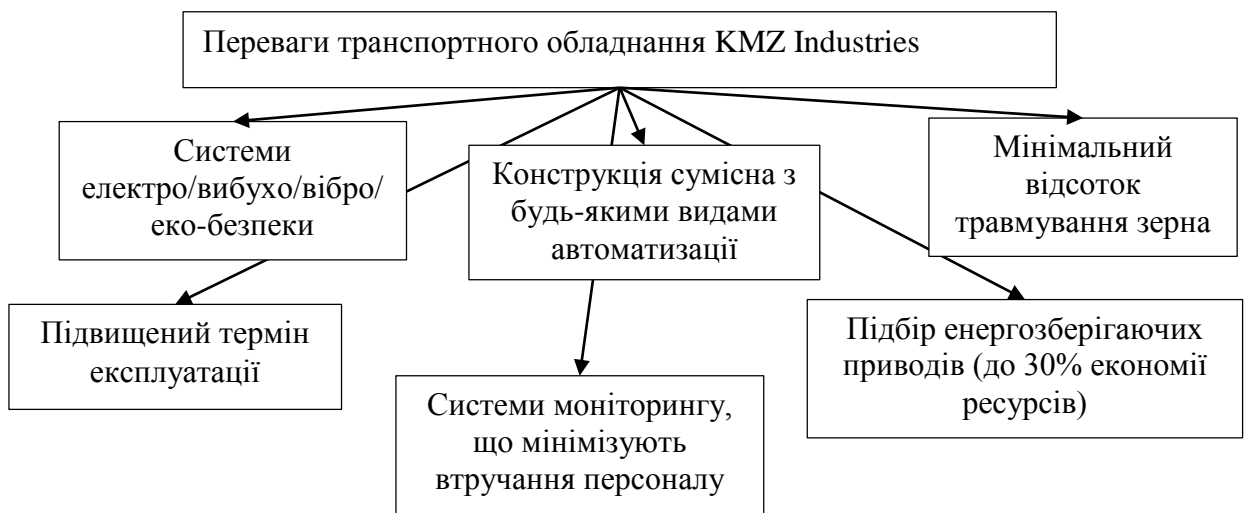 Переваги транспортного обладнання KMZ Industries
Системи
електро/вибухо/вібро/
еко-безпеки
Конструкція сумісна з
будь-якими видами
автоматизації
Мінімальний
відсоток
травмування зерна
Підвищений термін
експлуатації
Системи моніторингу,
що мінімізують
втручання персоналу
Підбір енергозберігаючих
приводів (до 30% економії
ресурсів)